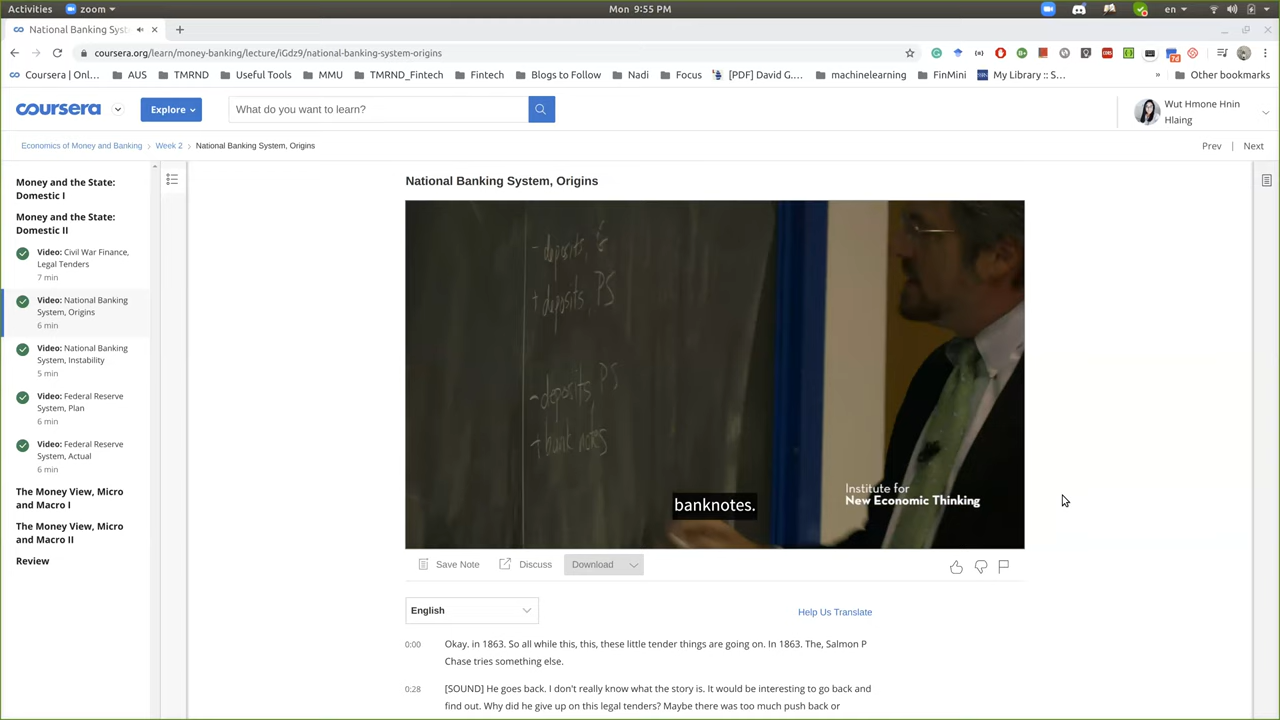 Activities
zoom
Mon 9:55 PM
en
National Banking Syst
coursera.org/learn/money-banking/lecture/iGdz9/national-banking-system-origins
Coursera | Onl...
AUS
TMRND
Useful Tools
MMU
TMRND_Fintech
Fintech
Blogs to Follow
Nadi
Focus
[PDF] David G....
machinelearning
FinMini
My Library :: S...
»
Other bookmarks
coursera
Explore
What do you want to learn?
Wut Hmone Hnin
Hlaing
Economics of Money and Banking
Week 2
National Banking System, Origins
Prev | Next
Money and the State:
Domestic I
Money and the State:
Domestic II
Video: Civil War Finance,
Legal Tenders
7 min
Video: National Banking
System, Origins
6 min
Video: National Banking
System, Instability
5 min
Video: Federal Reserve
System, Plan
6 min
Video: Federal Reserve
System, Actual
6 min
The Money View, Micro
and Macro I
The Money View, Micro
and Macro II
Review
National Banking System, Origins
- deposits,
+ deposits, PS
- deposits, PS
+ bank notes
banknotes.
Institute for
New Economic Thinking
Save Note
Discuss
Download
English
Help Us Translate
0:00
Okay. in 1863. So all while this, this, these little tender things are going on. In 1863. The, Salmon P
Chase tries something else.
0:28
[SOUND] He goes back. I don't really know what the story is. It would be interesting to go back and
find out. Why did he give up on this legal tenders? Maybe there was too much push back or